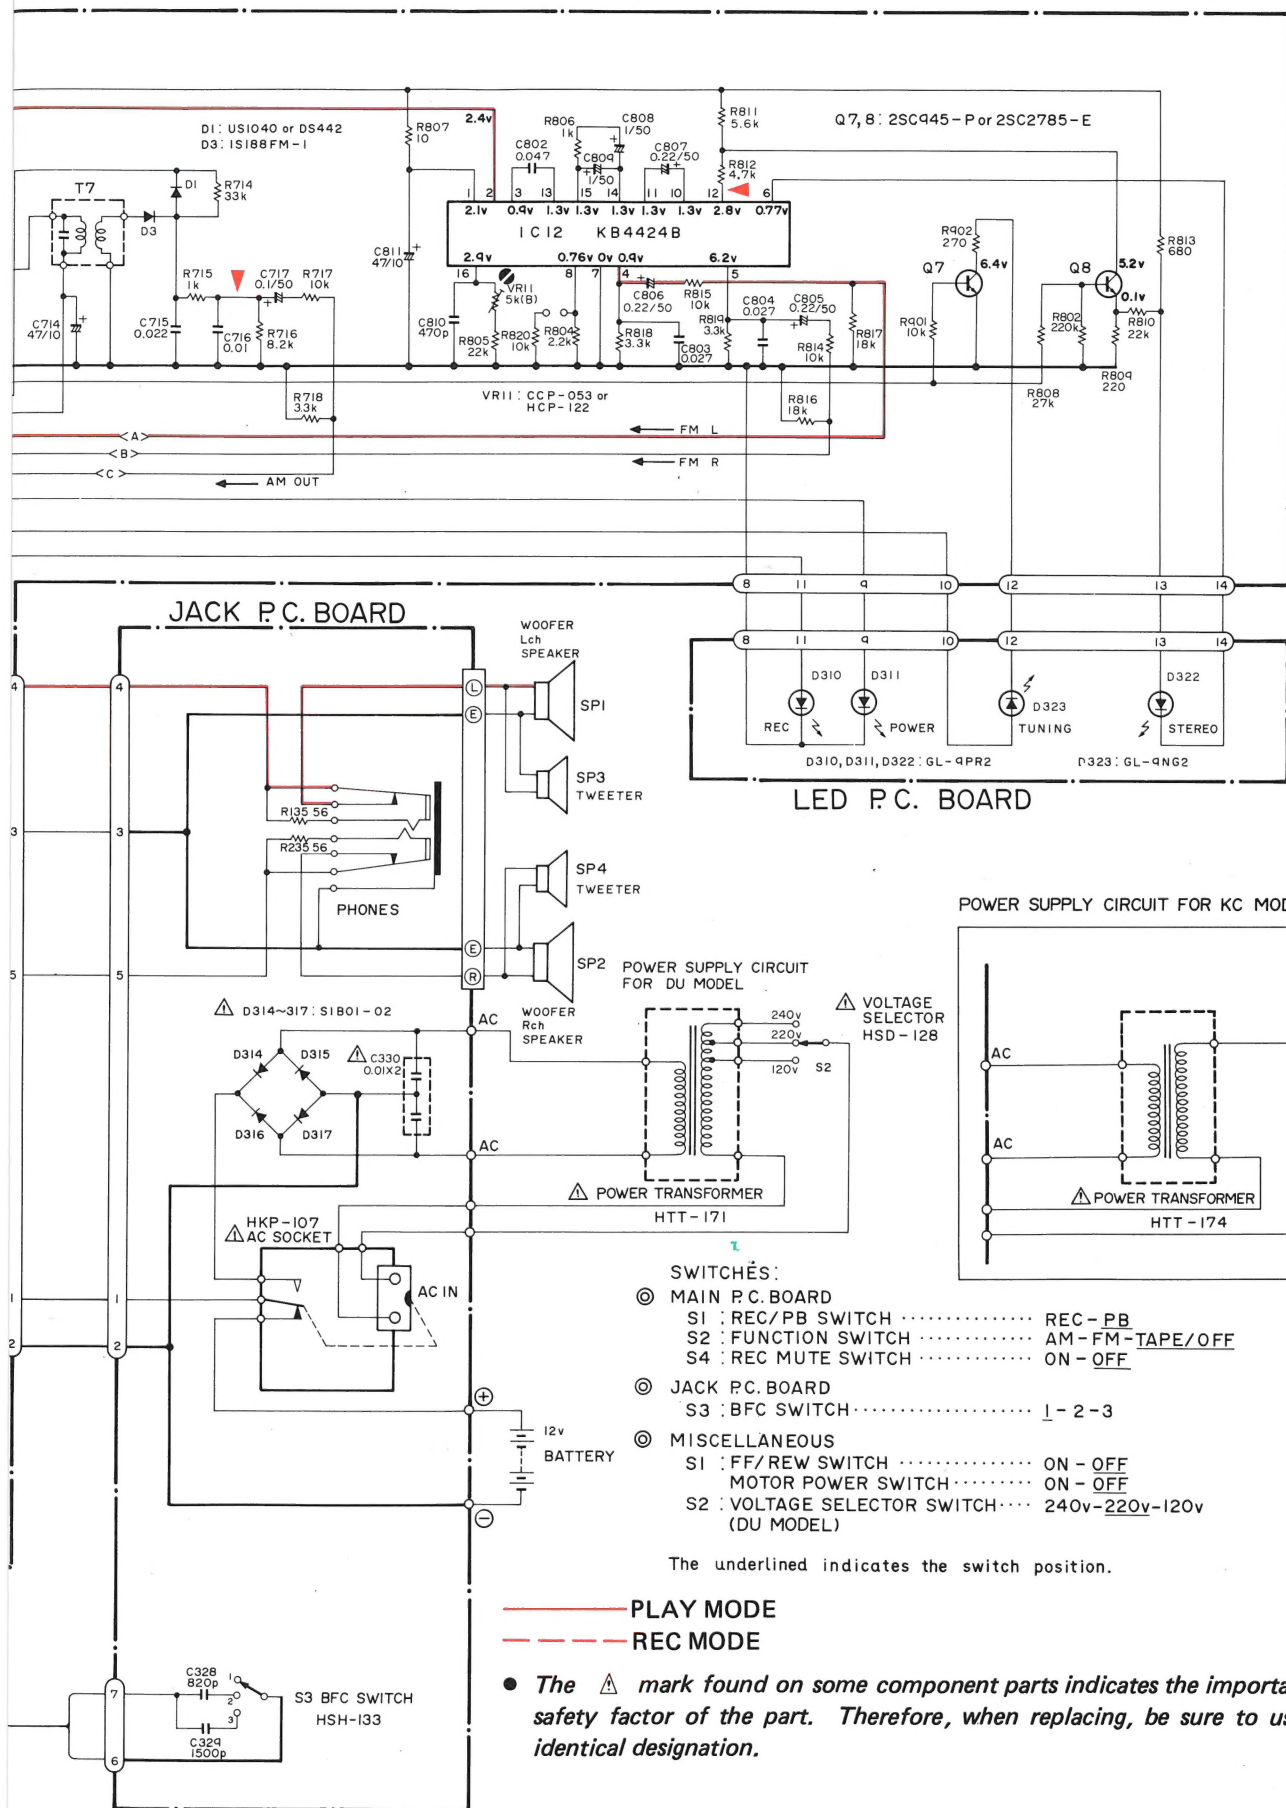 D1: US1040 or DS442
D3: 1S188FM-1
Q7,8: 2SC945-P or 2SC2785-E
R807
10
2.4v
R806
1k
C808
1/50
C802
0.047
C809
1/50
C807
0.22/50
R811
5.6k
R812
4.7k
T7
D1
R714
33k
D3
1 2 3 13 15 14 11 10 12 6
2.1v 0.9v 1.3v 1.3v 1.3v 1.3v 1.3v 2.8v 0.77v
IC12 KB4424B
2.9v 0.76v 0v 0.9v 6.2v
16 8 7 4 5
C811
47/10
R902
270
Q7
6.4v
Q8
5.2v
0.1v
R813
680
R715
1k
C717
0.1/50
R717
10k
VR11
5k(B)
C806
0.22/50
R815
10k
C804
0.027
C805
0.22/50
C714
47/10
C715
0.022
C716
0.01
R716
8.2k
C810
470p
R805
22k
R820
10k
R804
2.2k
R818
3.3k
C803
0.027
R819
3.3k
R814
10k
R817
18k
R901
10k
R802
220k
R810
22k
R809
220
R808
27k
R718
3.3k
VR11: CCP-053 or
HCP-122
R816
18k
<A>
FM L
<B>
FM R
<C>
AM OUT
8 11 9 10 12 13 14
JACK P.C. BOARD
8 11 9 10 12 13 14
WOOFER
Lch
SPEAKER
4 4 L
SP1
E
D310
D311
D323
D322
REC
POWER
TUNING
STEREO
D310, D311, D322: GL-9PR2
D323: GL-9NG2
LED P.C. BOARD
SP3
TWEETER
R135 56
3 3
R235 56
SP4
TWEETER
PHONES
E
SP2
5 5 R
WOOFER
Rch
SPEAKER
POWER SUPPLY CIRCUIT
FOR DU MODEL
POWER SUPPLY CIRCUIT FOR KC MOD
⚠ D314~317: S1B01-02
AC
240v
220v
120v
S2
⚠ VOLTAGE
SELECTOR
HSD-128
D314
D315
⚠ C330
0.01X2
D316
D317
AC
AC
AC
⚠ POWER TRANSFORMER
HTT-171
⚠ POWER TRANSFORMER
HTT-174
HKP-107
⚠ AC SOCKET
AC IN
1 1
2 2
SWITCHES:
◎ MAIN P.C. BOARD
S1 : REC/PB SWITCH ·············· REC-PB
S2 : FUNCTION SWITCH ············· AM-FM-TAPE/OFF
S4 : REC MUTE SWITCH ············ ON-OFF
◎ JACK P.C. BOARD
S3 : BFC SWITCH ··················· 1-2-3
◎ MISCELLANEOUS
S1 : FF/REW SWITCH ·············· ON-OFF
MOTOR POWER SWITCH ········· ON-OFF
S2 : VOLTAGE SELECTOR SWITCH ···· 240v-220v-120v
(DU MODEL)
The underlined indicates the switch position.
⊕
12v
BATTERY
⊖
PLAY MODE
REC MODE
● The ⚠ mark found on some component parts indicates the importa
safety factor of the part. Therefore, when replacing, be sure to us
identical designation.
7
C328
820p
1
2
3
S3 BFC SWITCH
HSH-133
C329
1500p
6